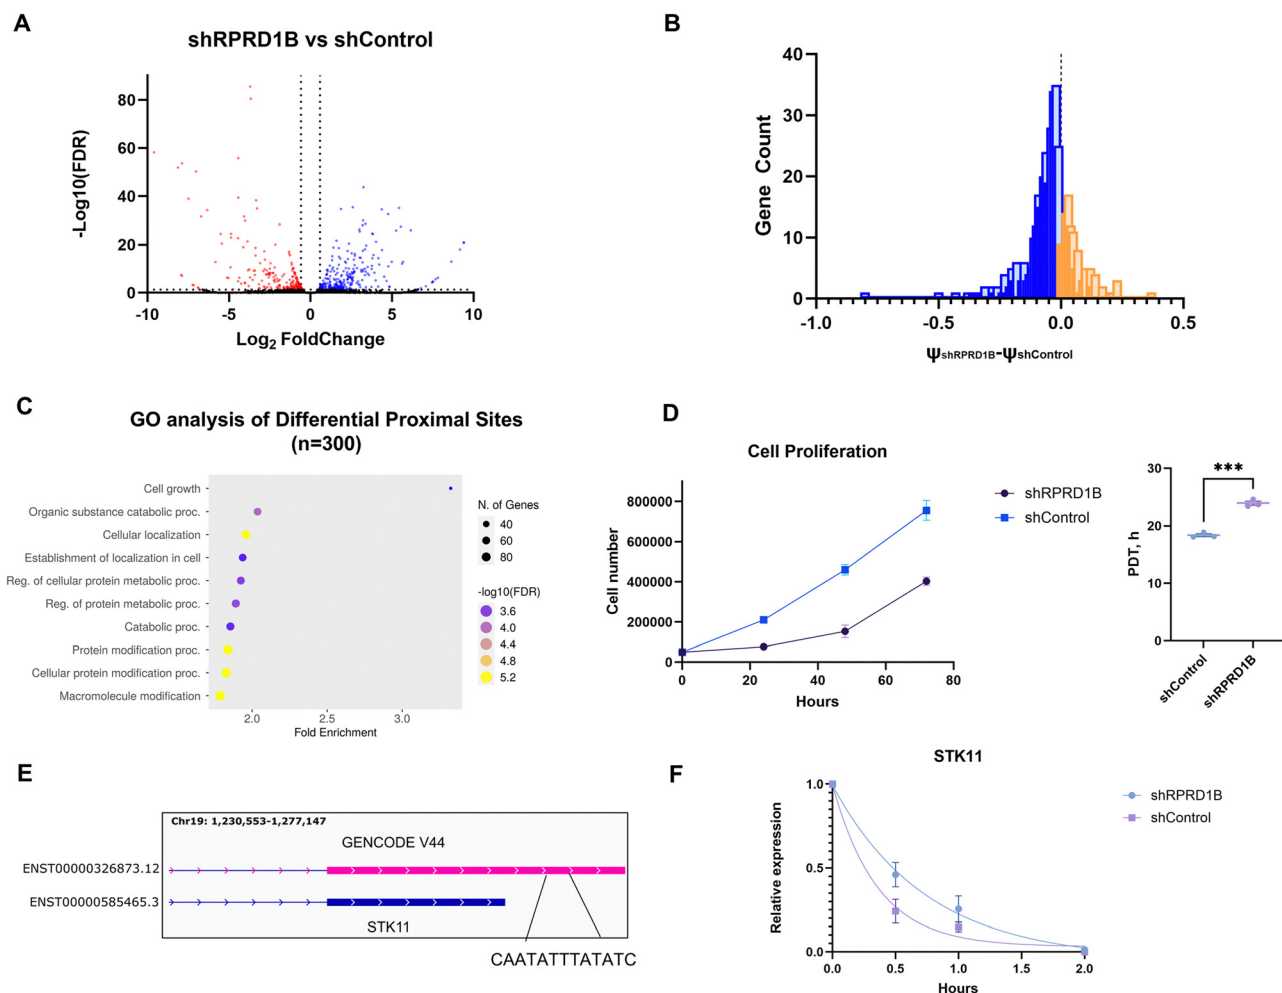 A
shRPRD1B vs shControl
-Log10(FDR)
80
60
40
20
0
-10
-5
0
5
10
Log2 FoldChange
B
Gene Count
40
30
20
10
0
-1.0
-0.5
0.0
0.5
ΨshRPRD1B-ΨshControl
C
GO analysis of Differential Proximal Sites
(n=300)
Cell growth
Organic substance catabolic proc.
Cellular localization
Establishment of localization in cell
Reg. of cellular protein metabolic proc.
Reg. of protein metabolic proc.
Catabolic proc.
Protein modification proc.
Cellular protein modification proc.
Macromolecule modification
2.0
2.5
3.0
Fold Enrichment
N. of Genes
40
60
80
-log10(FDR)
3.6
4.0
4.4
4.8
5.2
D
Cell Proliferation
Cell number
800000
600000
400000
200000
0
0
20
40
60
80
Hours
shRPRD1B
shControl
PDT, h
30
20
10
0
***
shControl
shRPRD1B
E
Chr19: 1,230,553-1,277,147
GENCODE V44
ENST00000326873.12
ENST00000585465.3
STK11
CAATATTTATATC
F
STK11
Relative expression
1.0
0.5
0.0
0.0
0.5
1.0
1.5
2.0
Hours
shRPRD1B
shControl